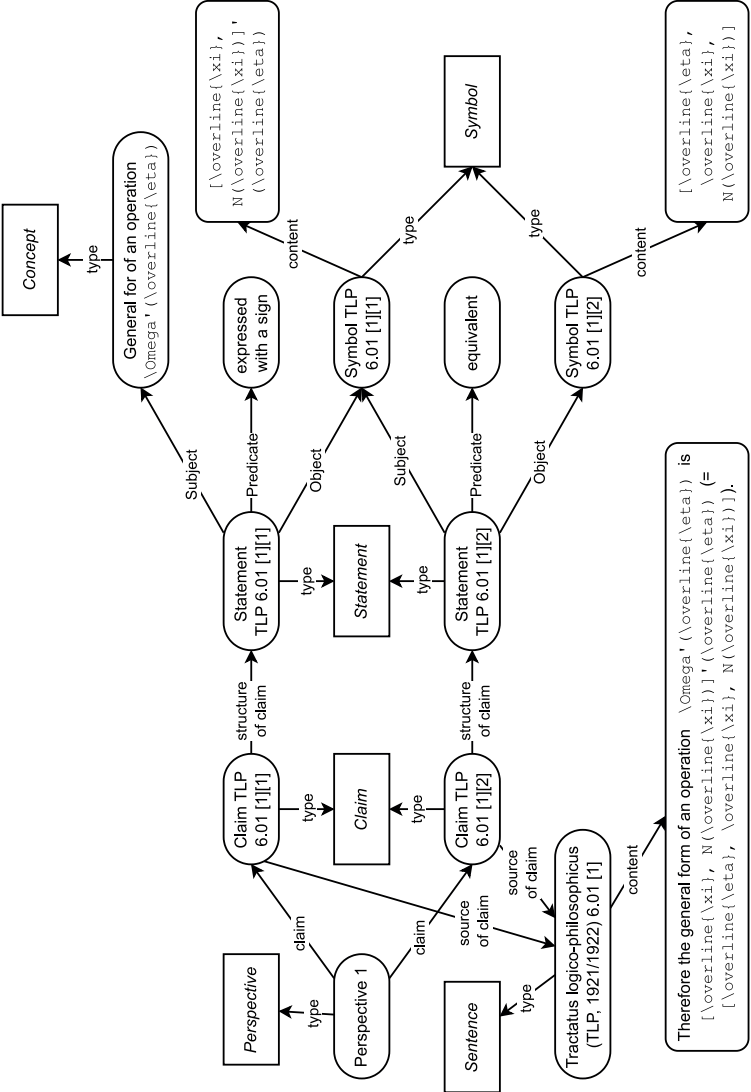 Concept
type
General for of an operation
\Omega'(\overline{\eta})
[\overline{\xi},
N(\overline{\xi})]'
(\overline{\eta})
content
expressed
with a sign
Symbol TLP
6.01 [1][1]
type
Symbol
type
equivalent
Symbol TLP
6.01 [1][2]
content
[\overline{\eta},
\overline{\xi},
N(\overline{\xi})]
Subject
Predicate
Object
Subject
Predicate
Object
Statement
TLP 6.01 [1][1]
type
Statement
type
Statement
TLP 6.01 [1][2]
structure
of claim
structure
of claim
Claim TLP
6.01 [1][1]
type
Claim
type
Claim TLP
6.01 [1][2]
claim
claim
source
of claim
source
of claim
Perspective
type
Perspective 1
Sentence
type
Tractatus logico-philosophicus
(TLP, 1921/1922) 6.01 [1]
content
Therefore the general form of an operation \Omega'(\overline{\eta}) is
[\overline{\xi}, N(\overline{\xi})]'(\overline{\eta}) (=
[\overline{\eta}, \overline{\xi}, N(\overline{\xi})]).